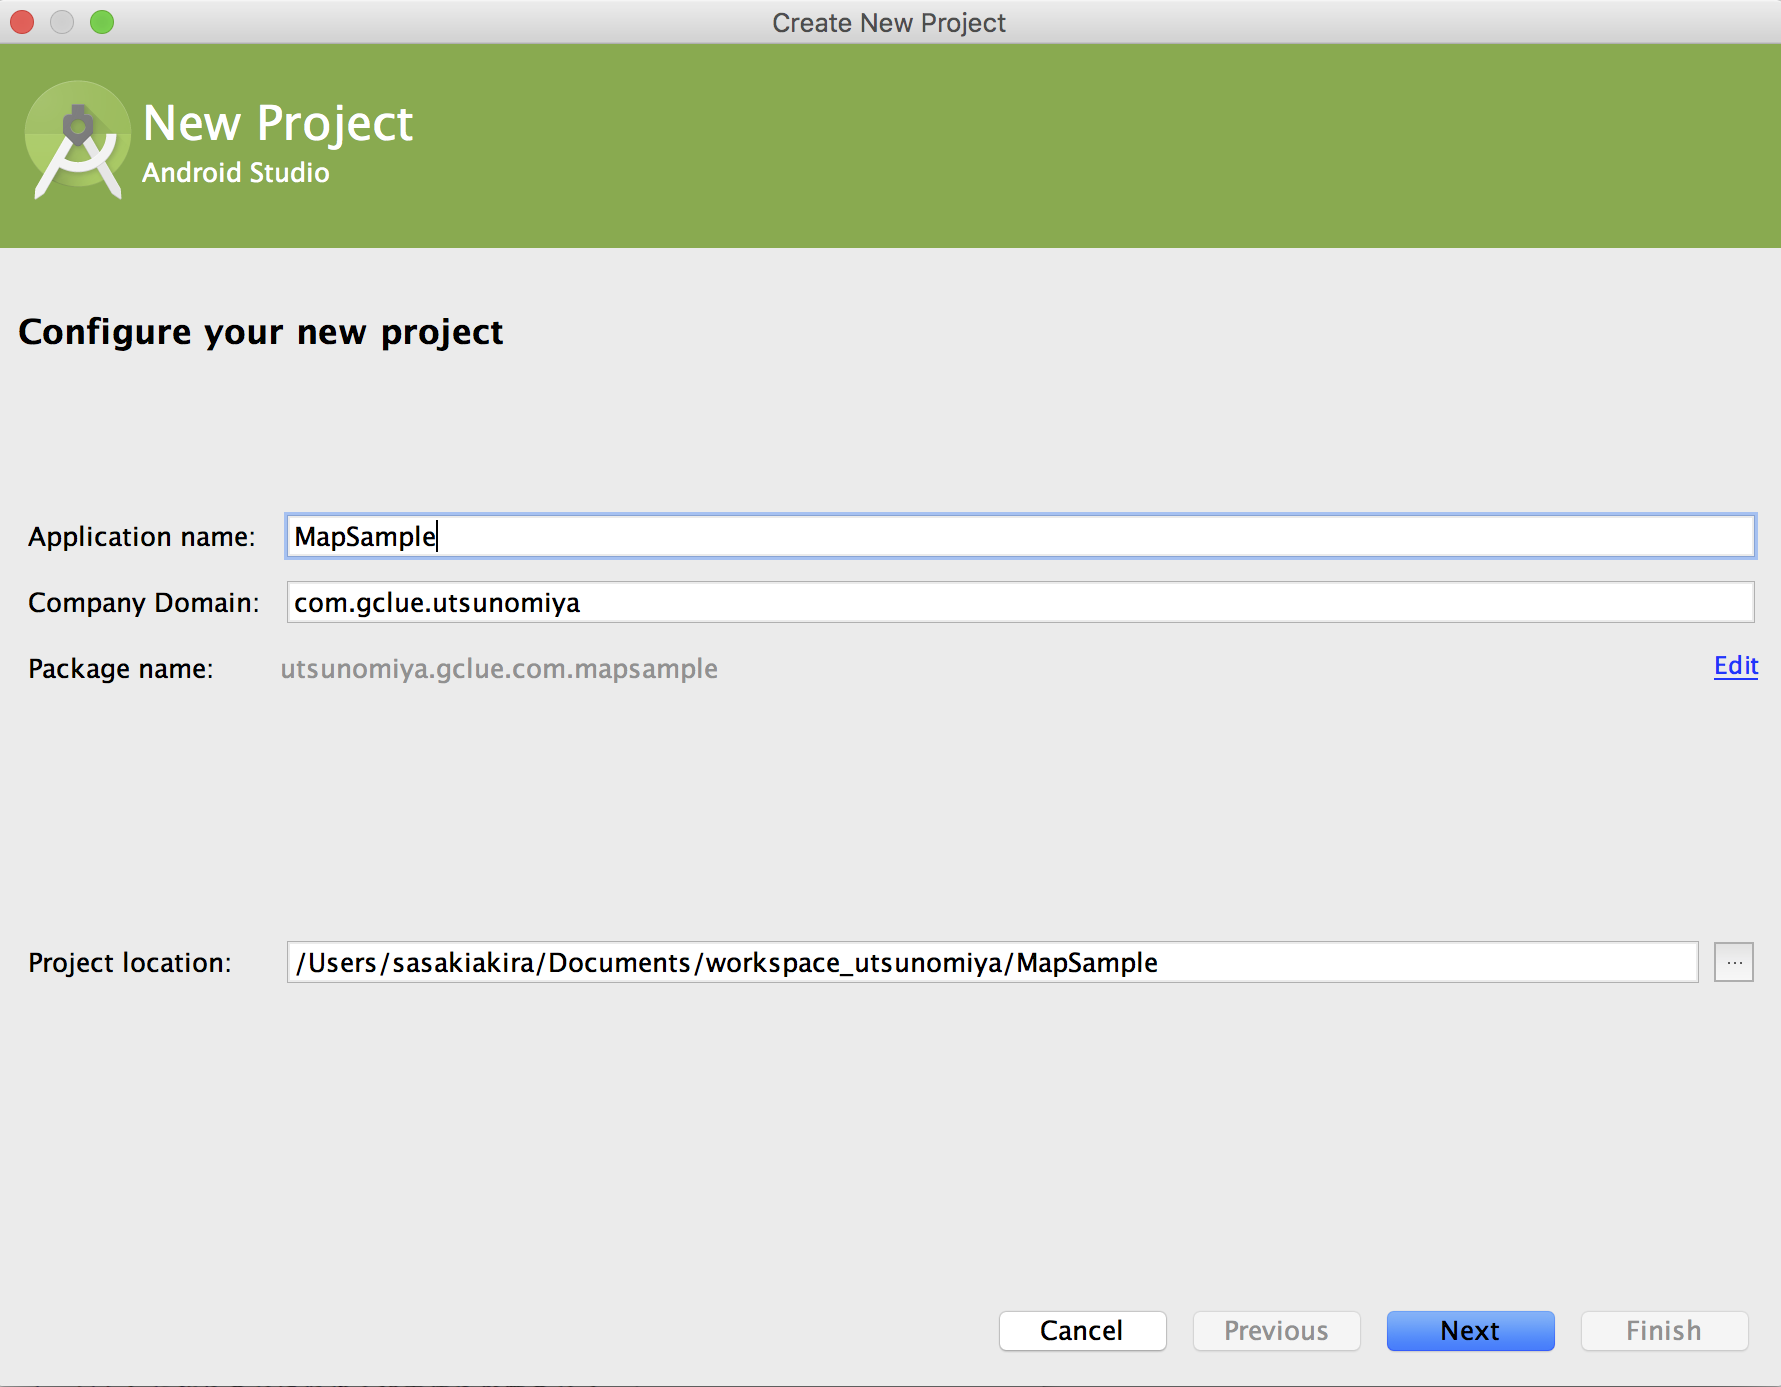 Create New Project
New Project
Android Studio
Configure your new project
Application name: MapSample
Company Domain: com.gclue.utsunomiya
Package name: utsunomiya.gclue.com.mapsample Edit
Project location: /Users/sasakiakira/Documents/workspace_utsunomiya/MapSample ...
Cancel Previous Next Finish